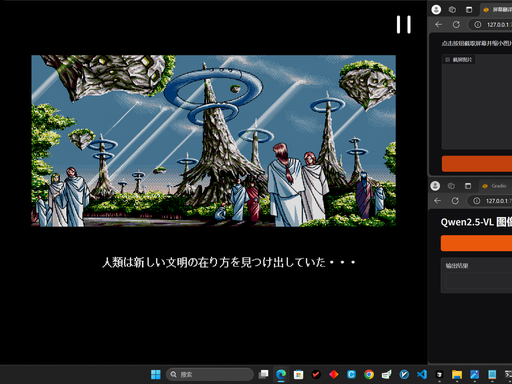 人類は新しい文明の在り方を見つけ出していた・・・
屏幕翻译
127.0.0.1
点击按钮截取屏幕并缩小图片
截屏图片
Gradio
127.0.0.1:7
Qwen2.5-VL 图像
输出结果
搜索